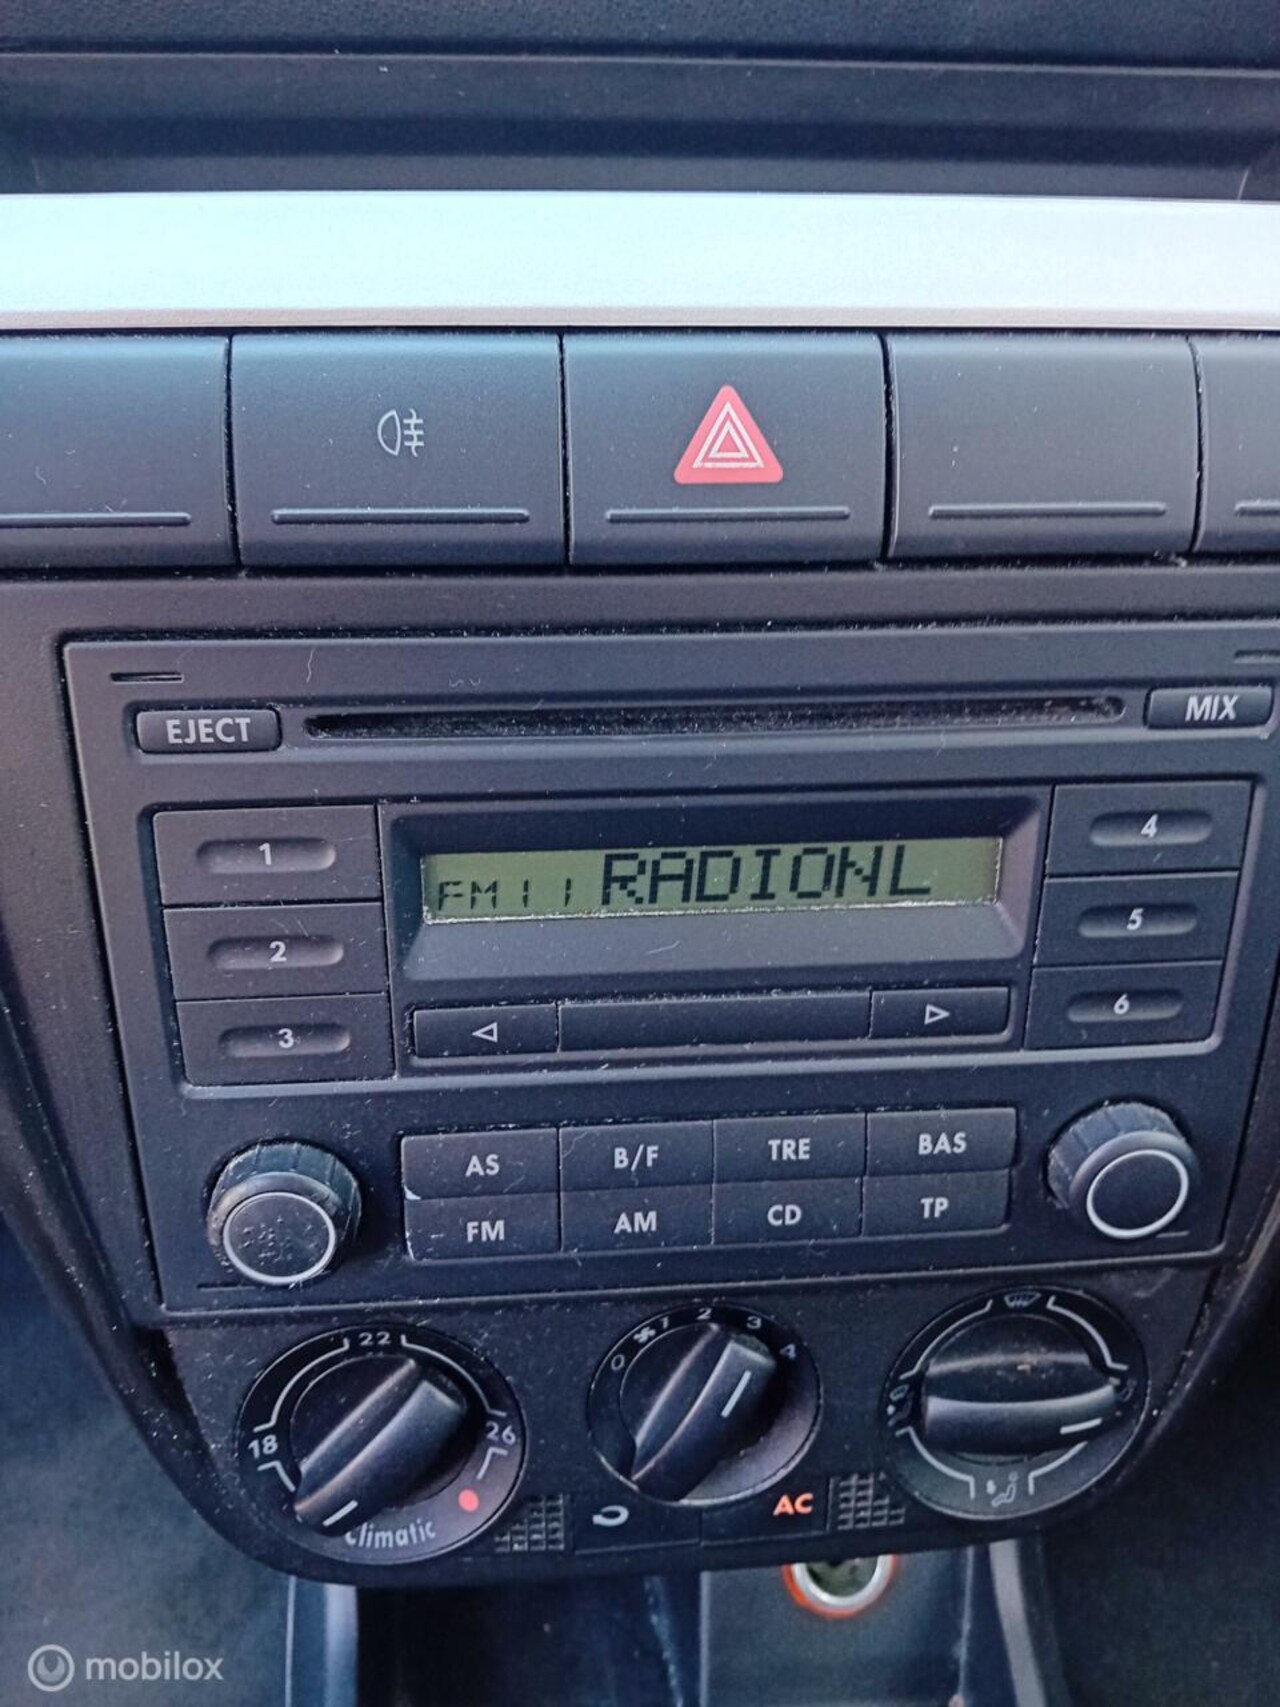 EJECT
MIX
1
4
FM11 RADIONL
2
5
3
6
AS B/F TRE BAS
FM AM CD TP
22
18
26
climatic
0 1 2 3 4
AC
mobilox